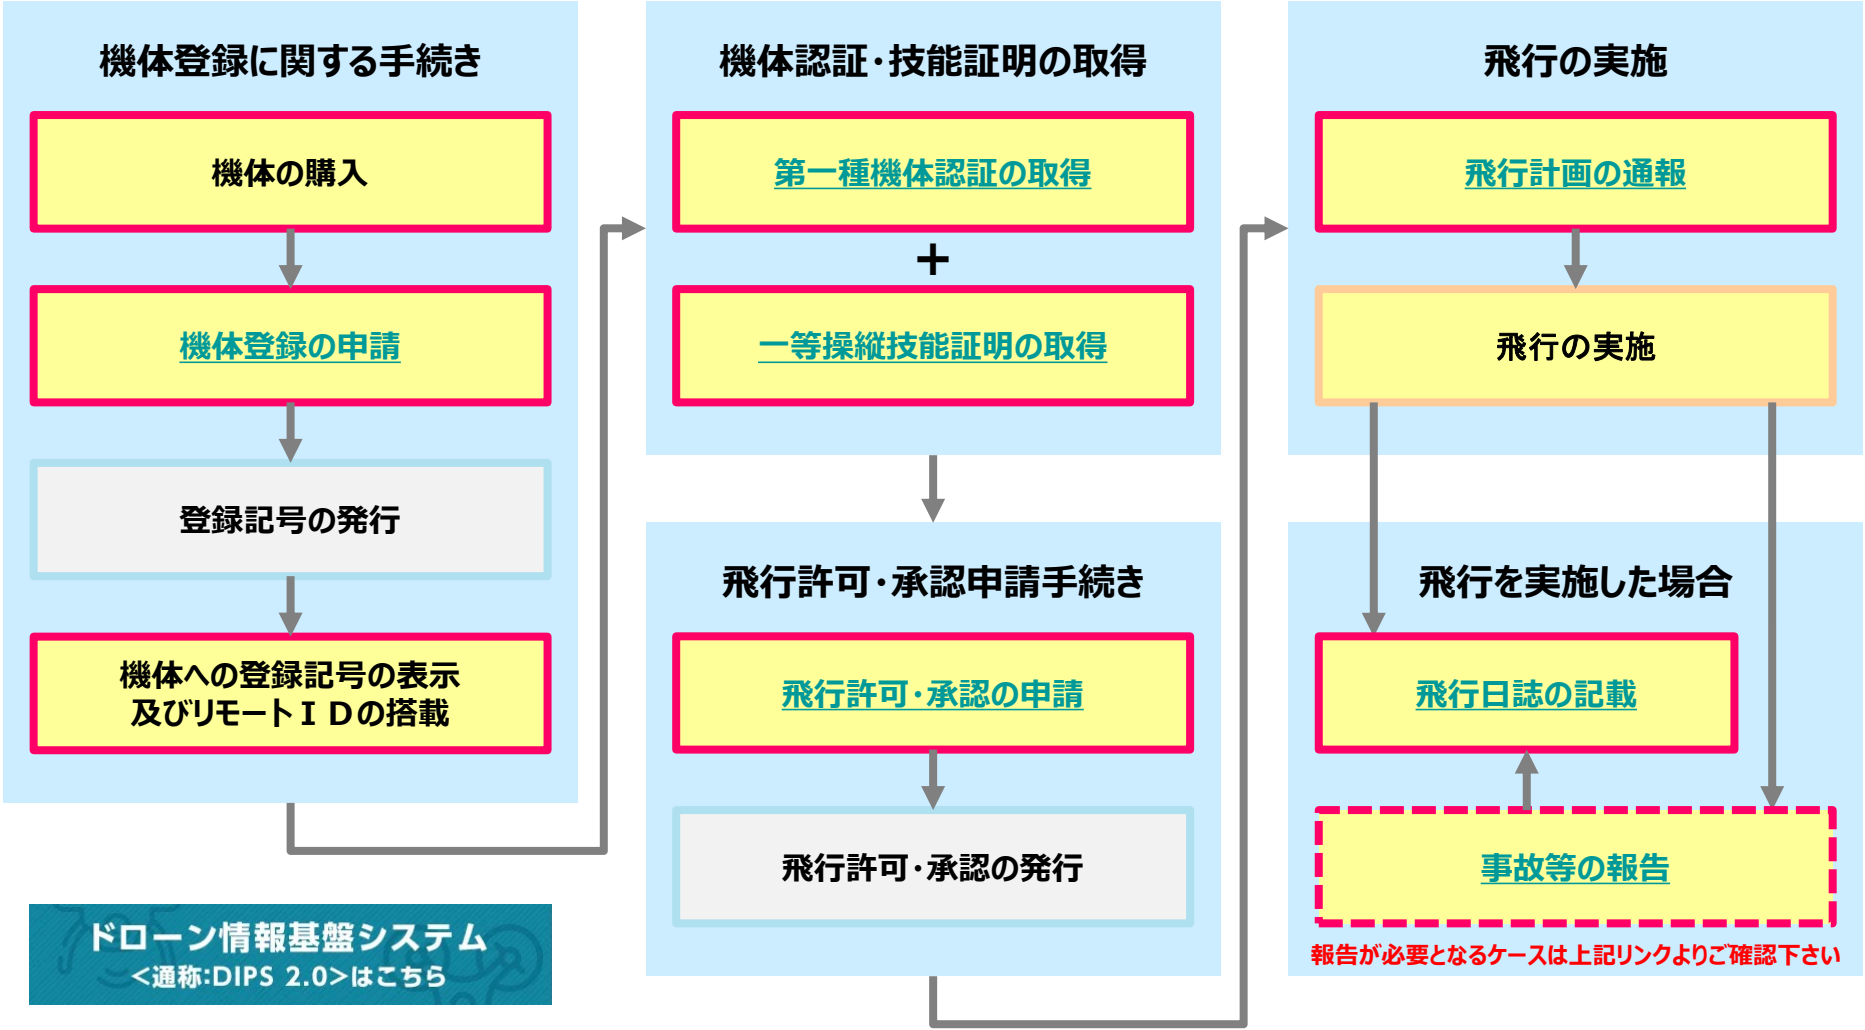 機体登録に関する手続き
機体の購入
機体登録の申請
登録記号の発行
機体への登録記号の表示
及びリモートＩＤの搭載
ドローン情報基盤システム
<通称:DIPS 2.0>はこちら
機体認証・技能証明の取得
第一種機体認証の取得
+
一等操縦技能証明の取得
飛行許可・承認申請手続き
飛行許可・承認の申請
飛行許可・承認の発行
飛行の実施
飛行計画の通報
飛行の実施
飛行を実施した場合
飛行日誌の記載
事故等の報告
報告が必要となるケースは上記リンクよりご確認下さい